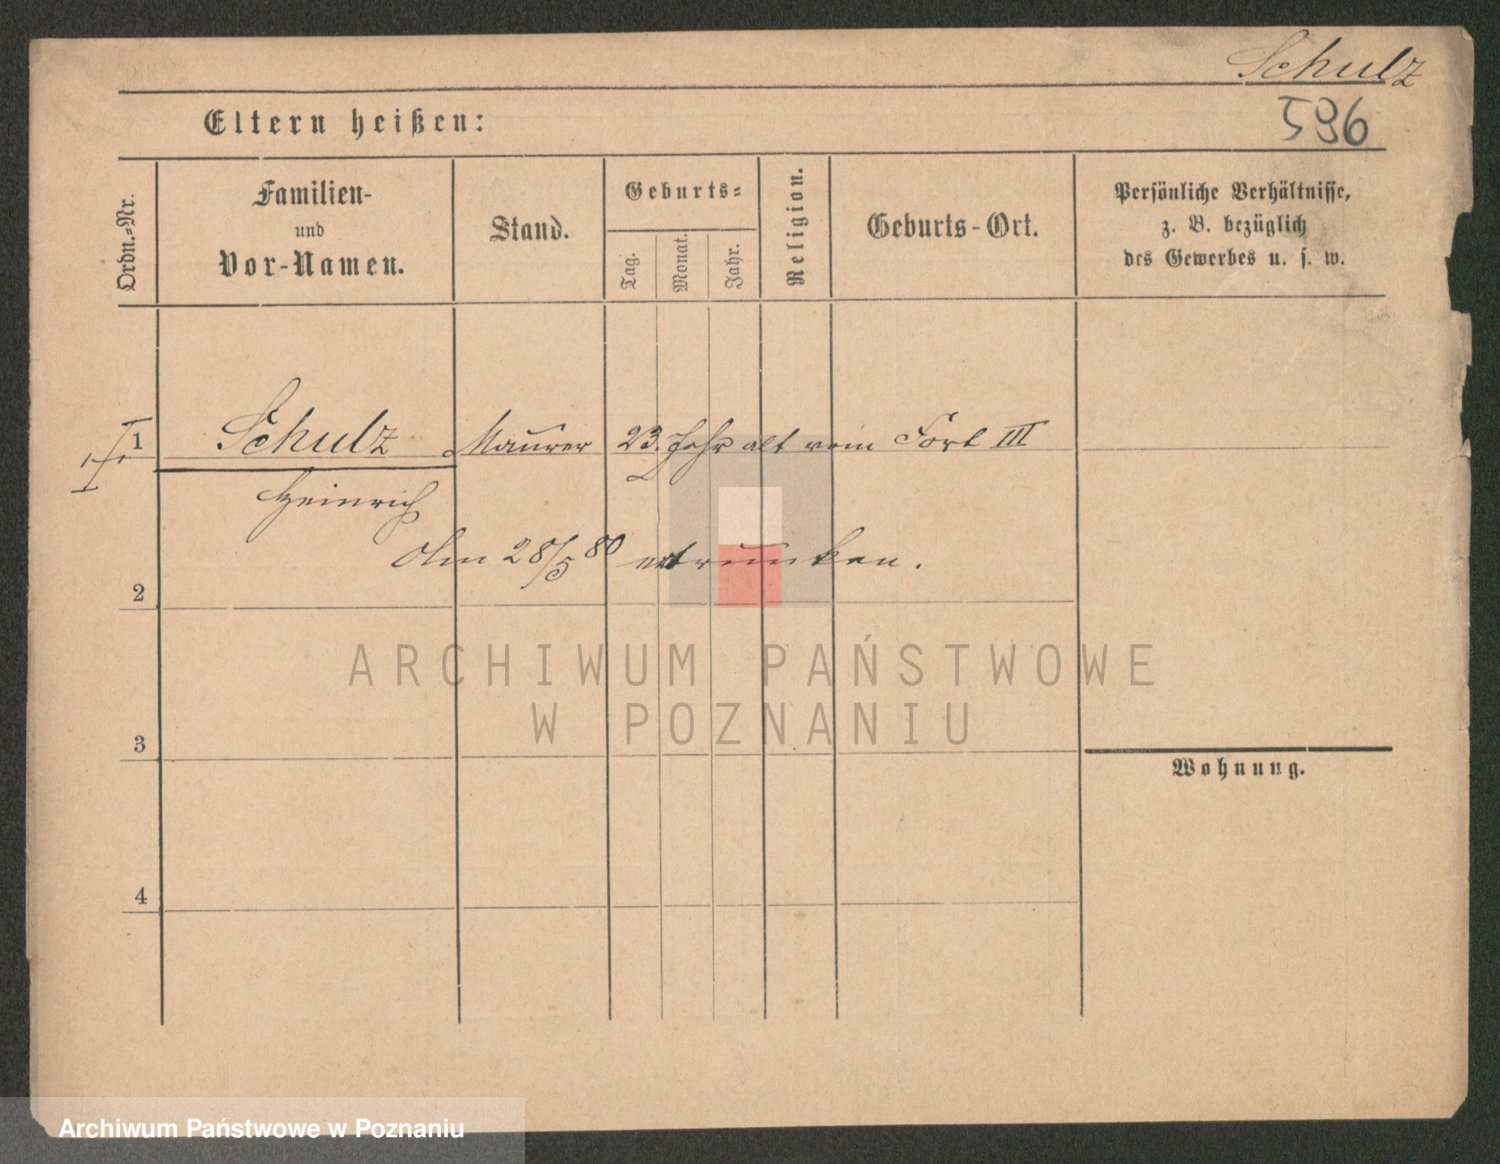 Schulz
596
Eltern heißen:
Ordn.-Nr.
Familien-
und
Vor-Namen.
Stand.
Geburts-
Tag.
Monat.
Jahr.
Religion.
Geburts-Ort.
Persönliche Verhältnisse,
z. B. bezüglich
des Gewerbes u. s. w.
1 Schulz Maurer 23. Jahr alt vom Fort III
Heinrich
Am 28/5 80 ertrunken.
2
ARCHIWUM PAŃSTWOWE
W POZNANIU
3
Wohnung.
4
Archiwum Państwowe w Poznaniu